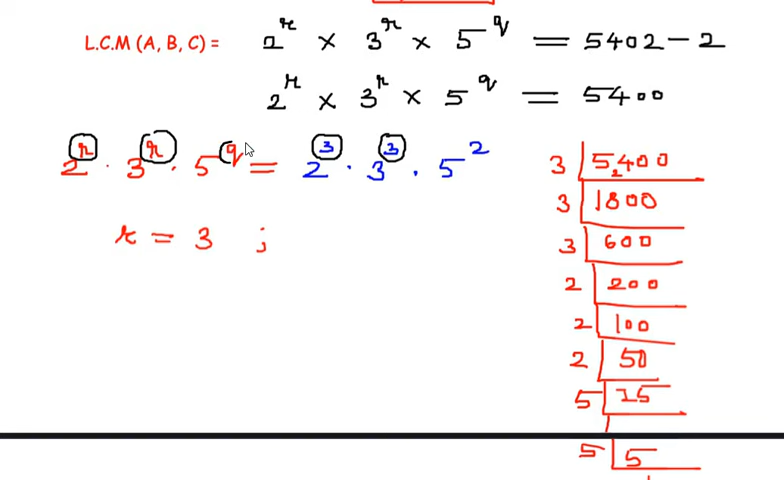 L.C.M (A, B, C) = 2^r × 3^r × 5^q = 5402 - 2
2^r × 3^r × 5^q = 5400
2^r · 3^r · 5^q = 2^3 · 3^3 · 5^2
r = 3 ;
3 | 5400
3 | 1800
3 | 600
2 | 200
2 | 100
2 | 50
5 | 25
5 | 5